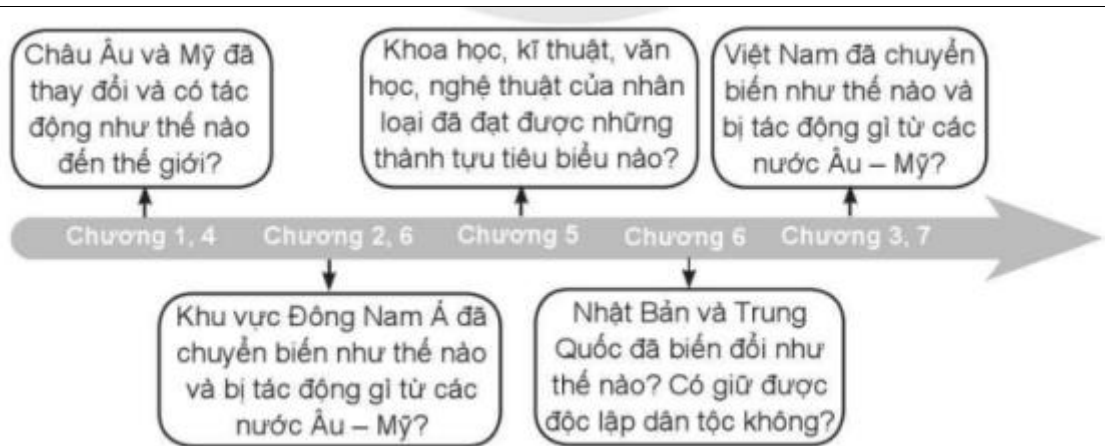 Châu Âu và Mỹ đã
thay đổi và có tác
động như thế nào
đến thế giới?
Khoa học, kĩ thuật, văn
học, nghệ thuật của nhân
loại đã đạt được những
thành tựu tiêu biểu nào?
Việt Nam đã chuyển
biến như thế nào và
bị tác động gì từ các
nước Âu – Mỹ?
Chương 1, 4
Chương 2, 6
Chương 5
Chương 6
Chương 3, 7
Khu vực Đông Nam Á đã
chuyển biến như thế nào
và bị tác động gì từ các
nước Âu – Mỹ?
Nhật Bản và Trung
Quốc đã biến đổi như
thế nào? Có giữ được
độc lập dân tộc không?